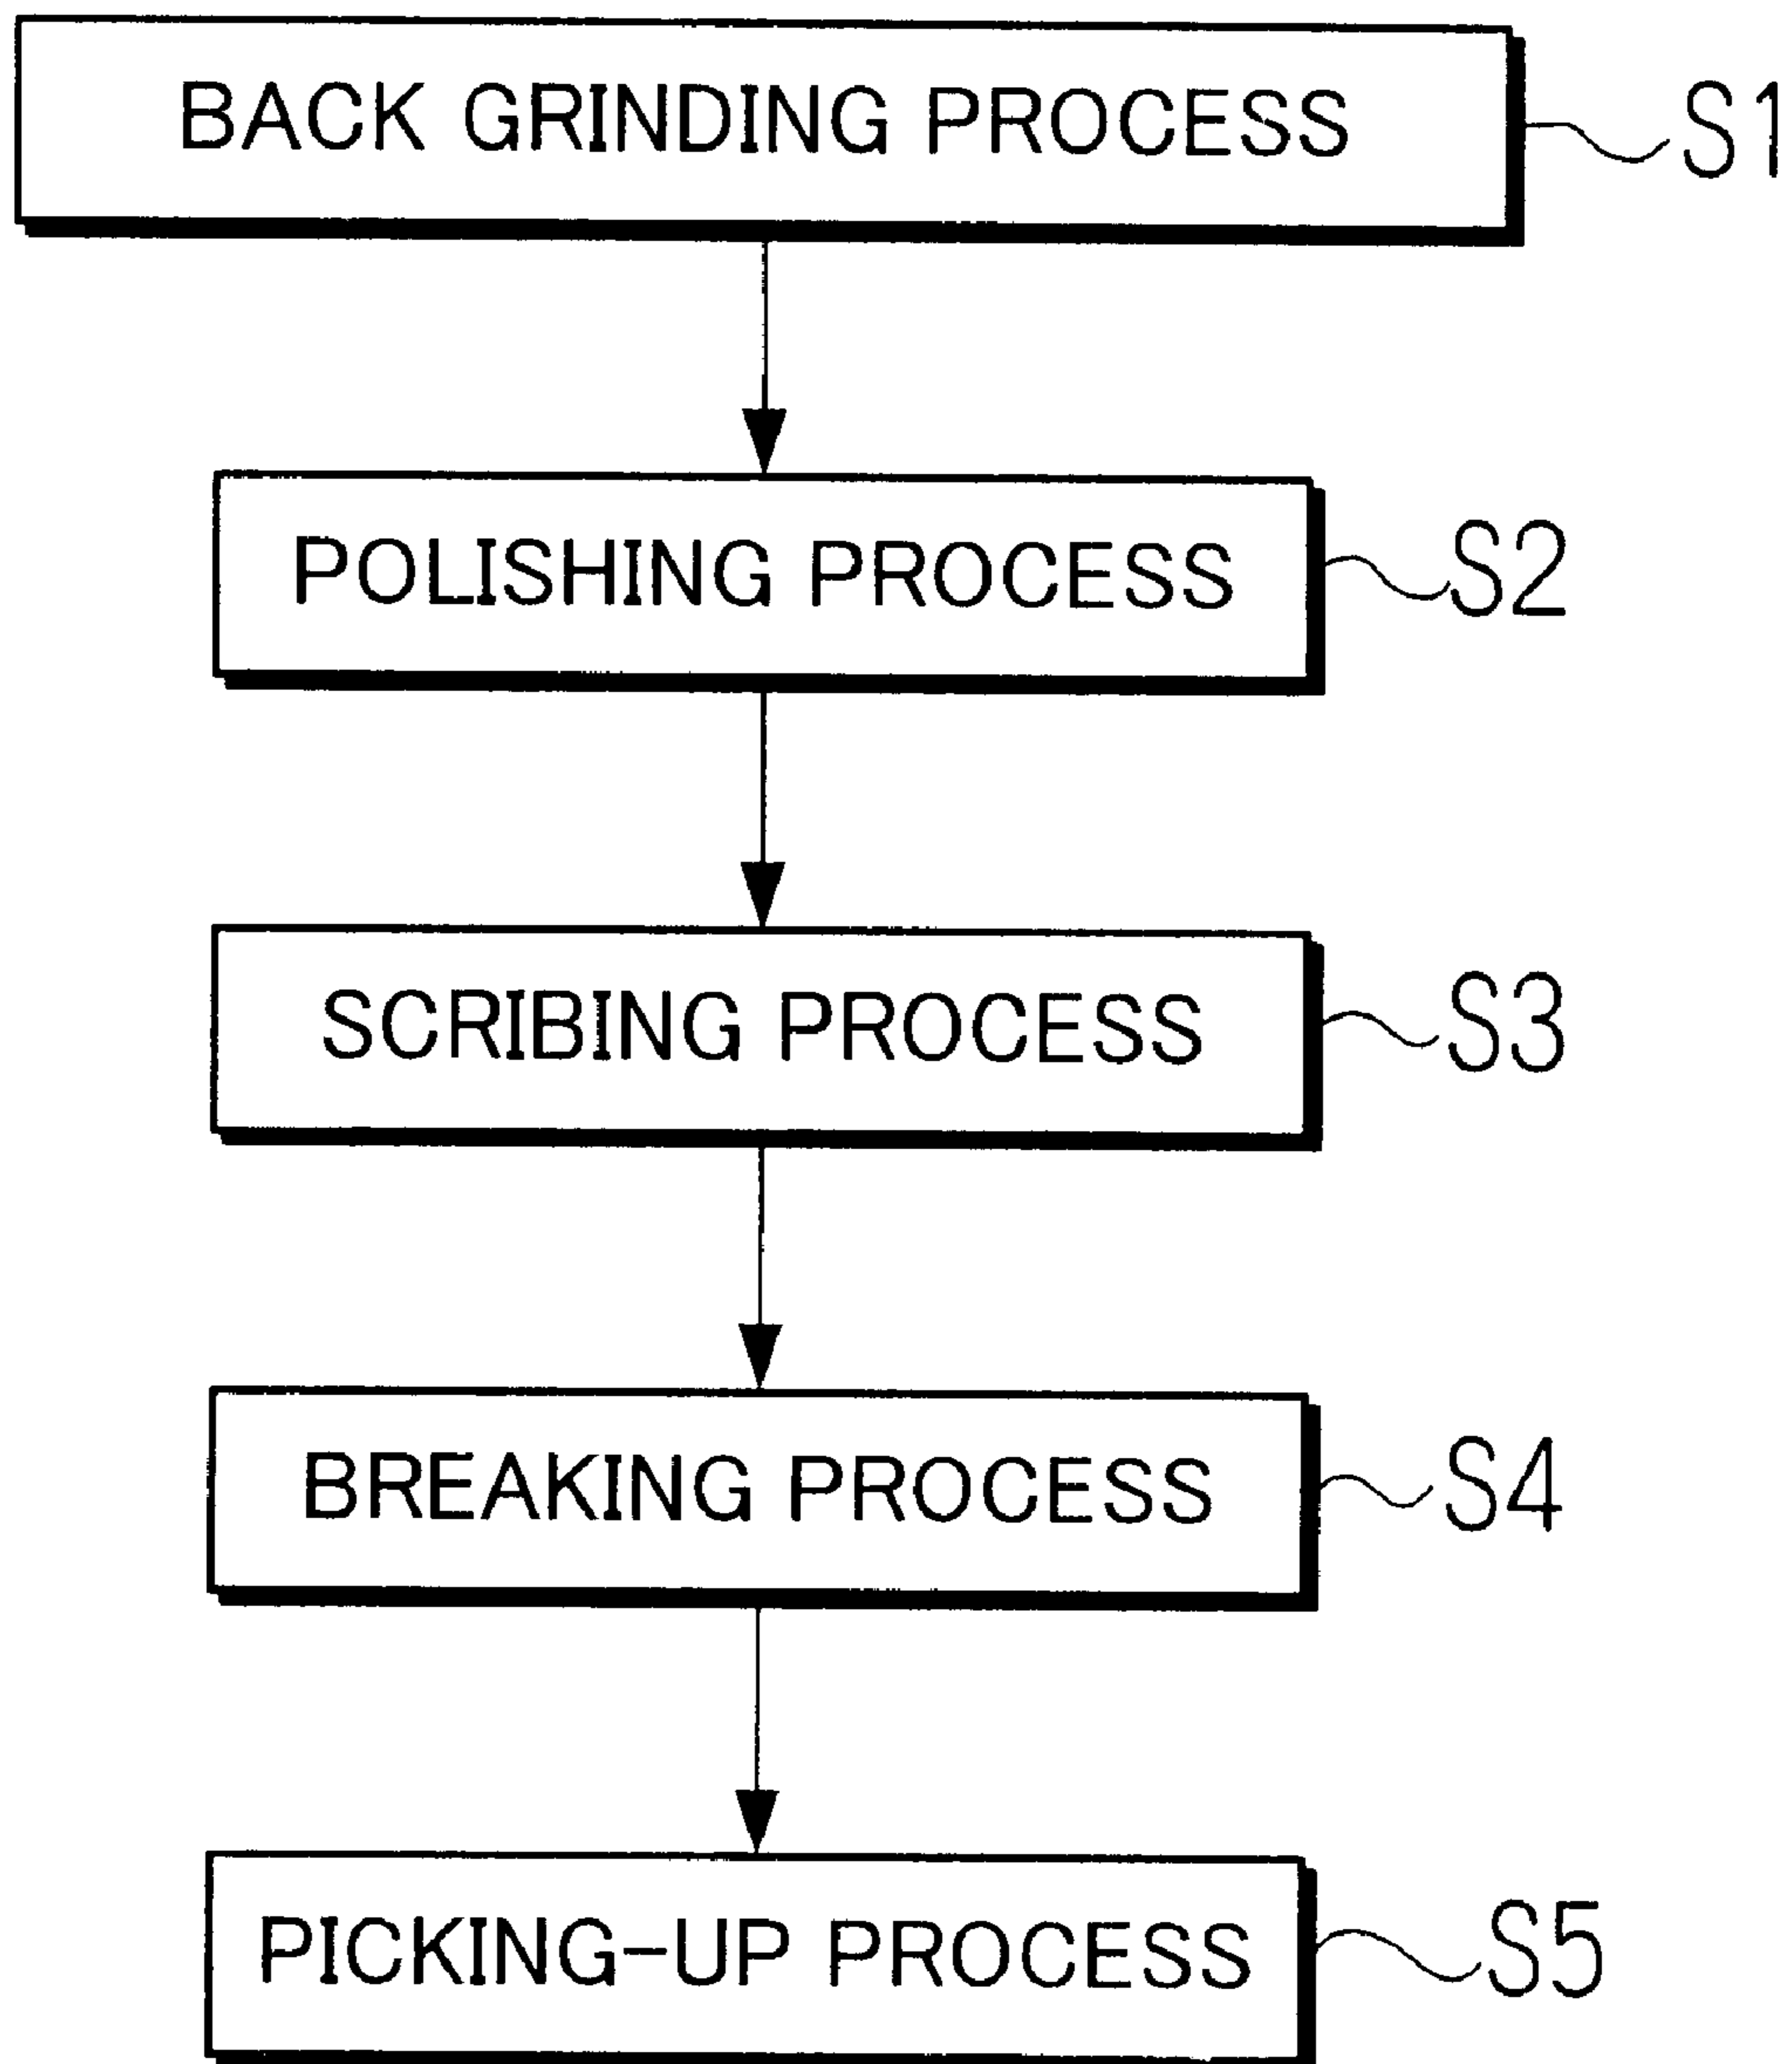 BACK GRINDING PROCESS S1
POLISHING PROCESS S2
SCRIBING PROCESS S3
BREAKING PROCESS S4
PICKING-UP PROCESS S5